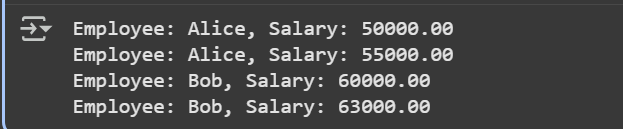 Employee: Alice, Salary: 50000.00
Employee: Alice, Salary: 55000.00
Employee: Bob, Salary: 60000.00
Employee: Bob, Salary: 63000.00